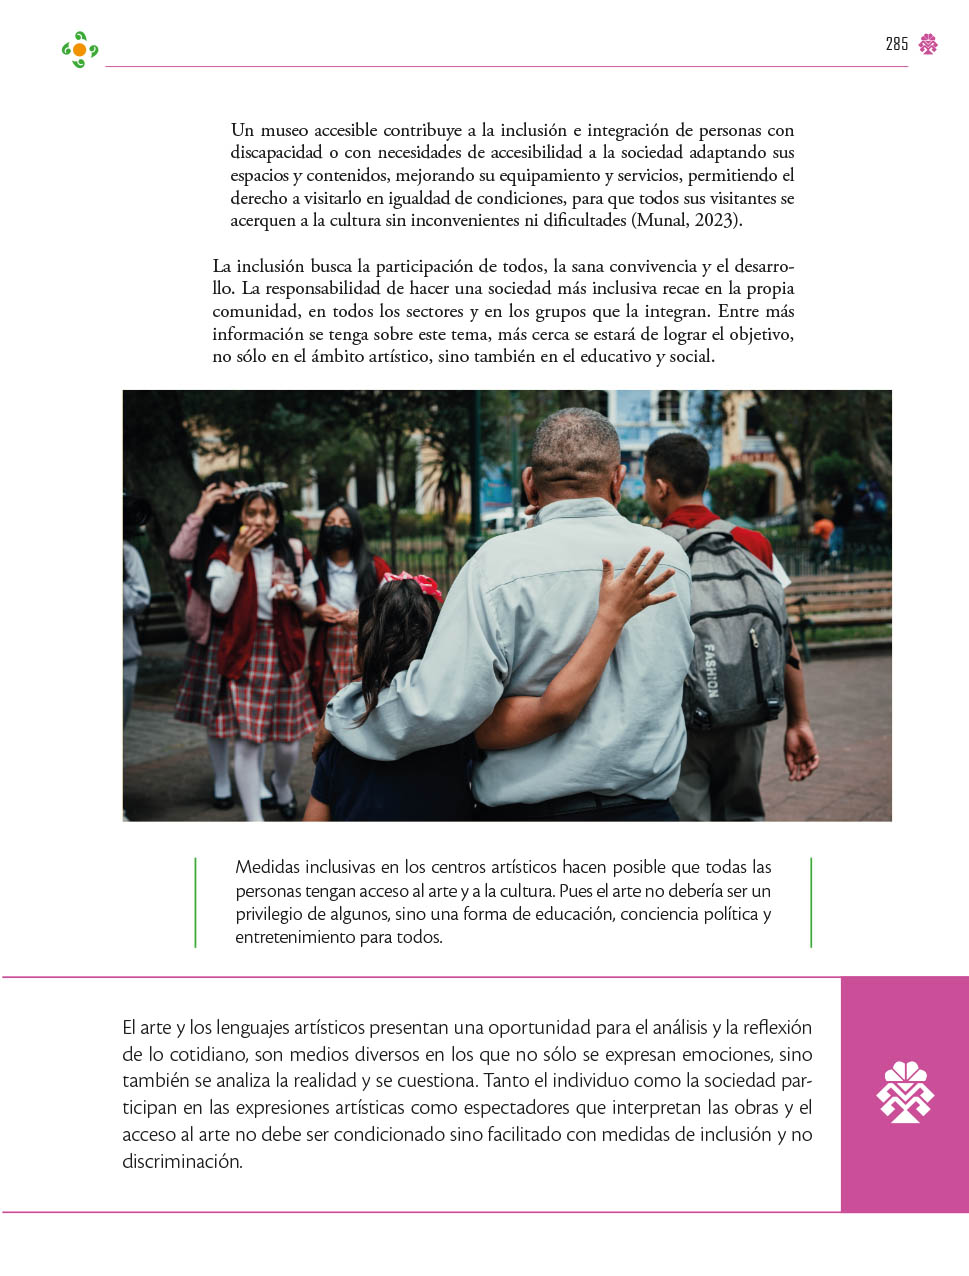 285
Un museo accesible contribuye a la inclusión e integración de personas con
discapacidad o con necesidades de accesibilidad a la sociedad adaptando sus
espacios y contenidos, mejorando su equipamiento y servicios, permitiendo el
derecho a visitarlo en igualdad de condiciones, para que todos sus visitantes se
acerquen a la cultura sin inconvenientes ni dificultades (Munal, 2023).
La inclusión busca la participación de todos, la sana convivencia y el desarro-
llo. La responsabilidad de hacer una sociedad más inclusiva recae en la propia
comunidad, en todos los sectores y en los grupos que la integran. Entre más
información se tenga sobre este tema, más cerca se estará de lograr el objetivo,
no sólo en el ámbito artístico, sino también en el educativo y social.
FASHION
Medidas inclusivas en los centros artísticos hacen posible que todas las
personas tengan acceso al arte y a la cultura. Pues el arte no debería ser un
privilegio de algunos, sino una forma de educación, conciencia política y
entretenimiento para todos.
El arte y los lenguajes artísticos presentan una oportunidad para el análisis y la reflexión
de lo cotidiano, son medios diversos en los que no sólo se expresan emociones, sino
también se analiza la realidad y se cuestiona. Tanto el individuo como la sociedad par-
ticipan en las expresiones artísticas como espectadores que interpretan las obras y el
acceso al arte no debe ser condicionado sino facilitado con medidas de inclusión y no
discriminación.